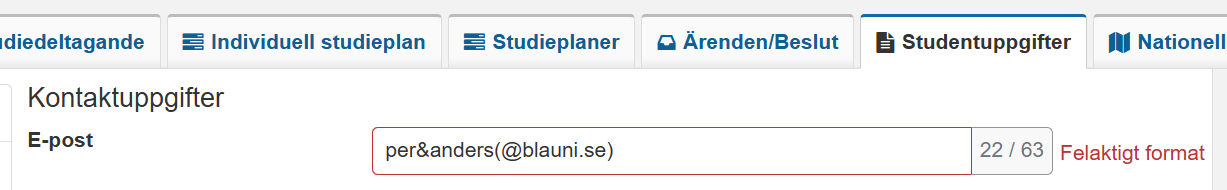 udiedeltagande Individuell studieplan Studieplaner Ärenden/Beslut Studentuppgifter Nationell
Kontaktuppgifter
E-post per&anders(@blauni.se) 22 / 63 Felaktigt format